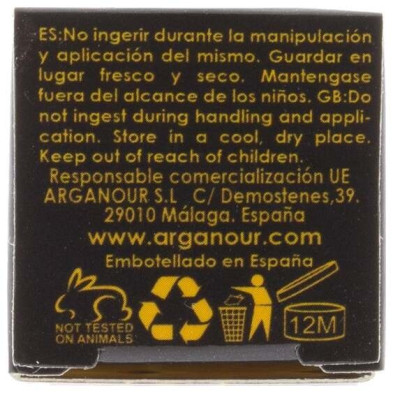 ES:No ingerir durante la manipulación
y aplicación del mismo. Guardar en
lugar fresco y seco. Mantengase
fuera del alcance de los niños. GB:Do
not ingest during handling and appli-
cation. Store in a cool, dry place.
Keep out of reach of children.
Responsable comercialización UE
ARGANOUR S.L C/ Demostenes,39.
29010 Málaga. España
www.arganour.com
Embotellado en España
NOT TESTED
ON ANIMALS
12M